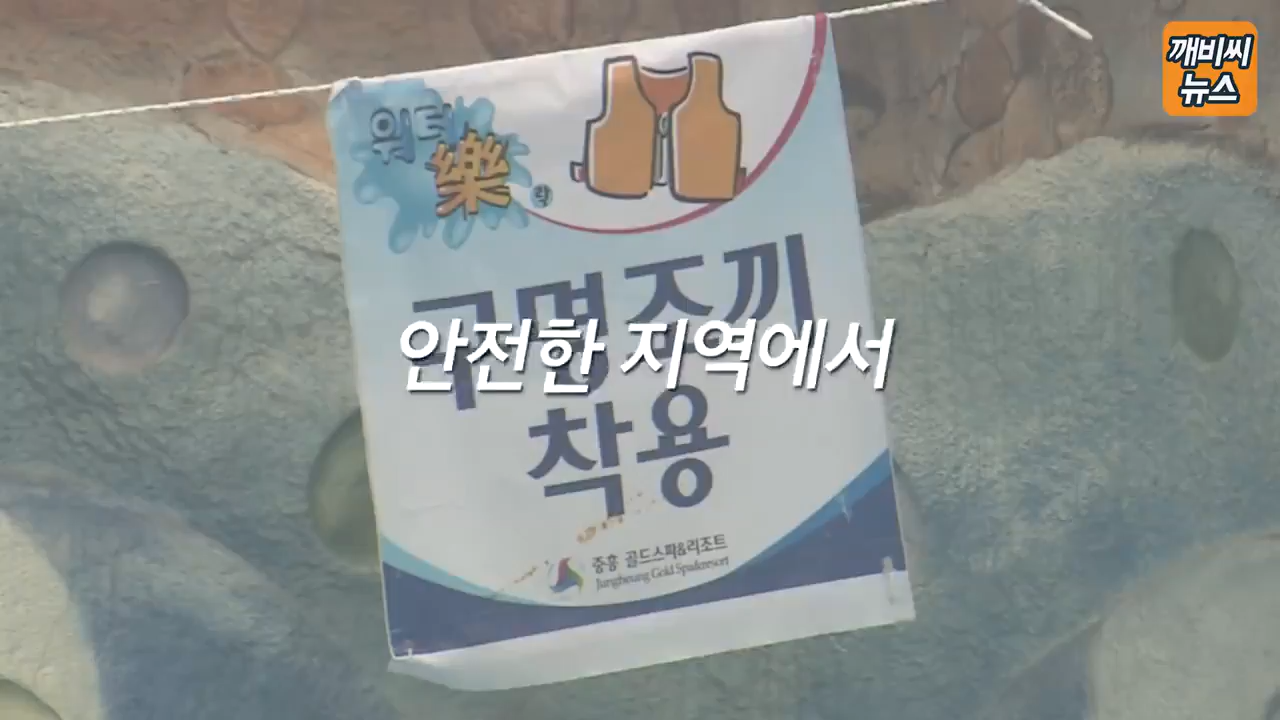 깨비씨
뉴스
워터
樂
락
구명조끼
안전한 지역에서
착용
중흥 골드스파&리조트
Jungheung Gold Spa&resort